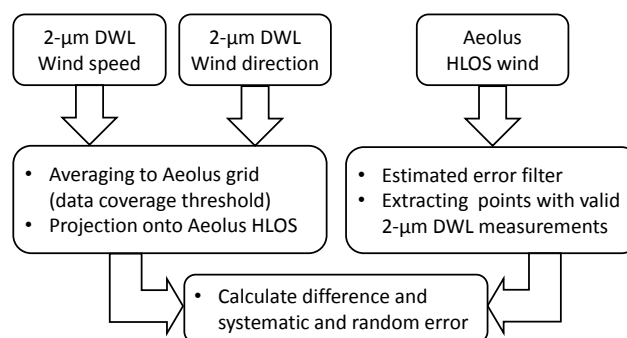 2-μm DWL
Wind speed
2-μm DWL
Wind direction
Aeolus
HLOS wind
• Averaging to Aeolus grid
(data coverage threshold)
• Projection onto Aeolus HLOS
• Estimated error filter
• Extracting points with valid
2-μm DWL measurements
• Calculate difference and
systematic and random error